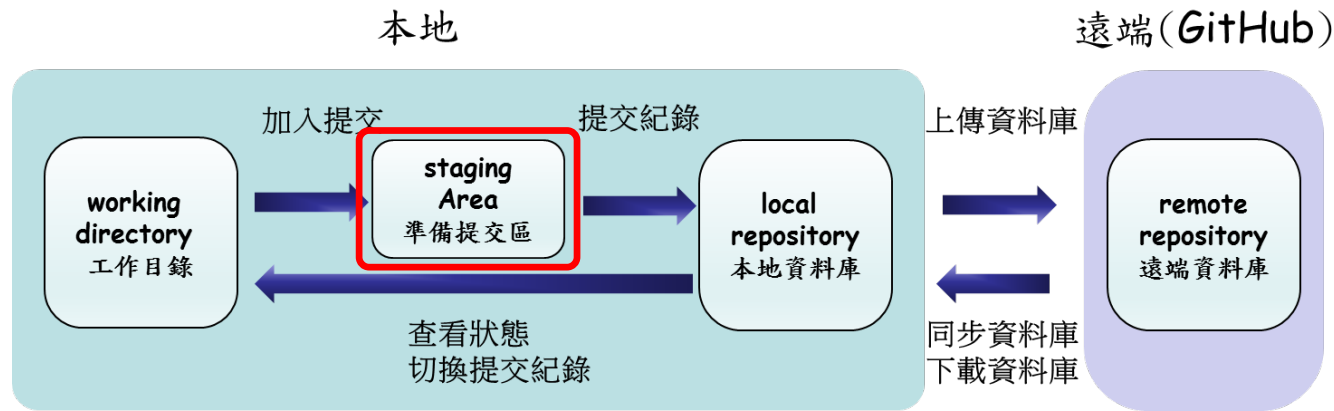 本地
遠端(GitHub)
加入提交
提交紀錄
上傳資料庫
working
directory
工作目錄
staging
Area
準備提交區
local
repository
本地資料庫
remote
repository
遠端資料庫
查看狀態
切換提交紀錄
同步資料庫
下載資料庫